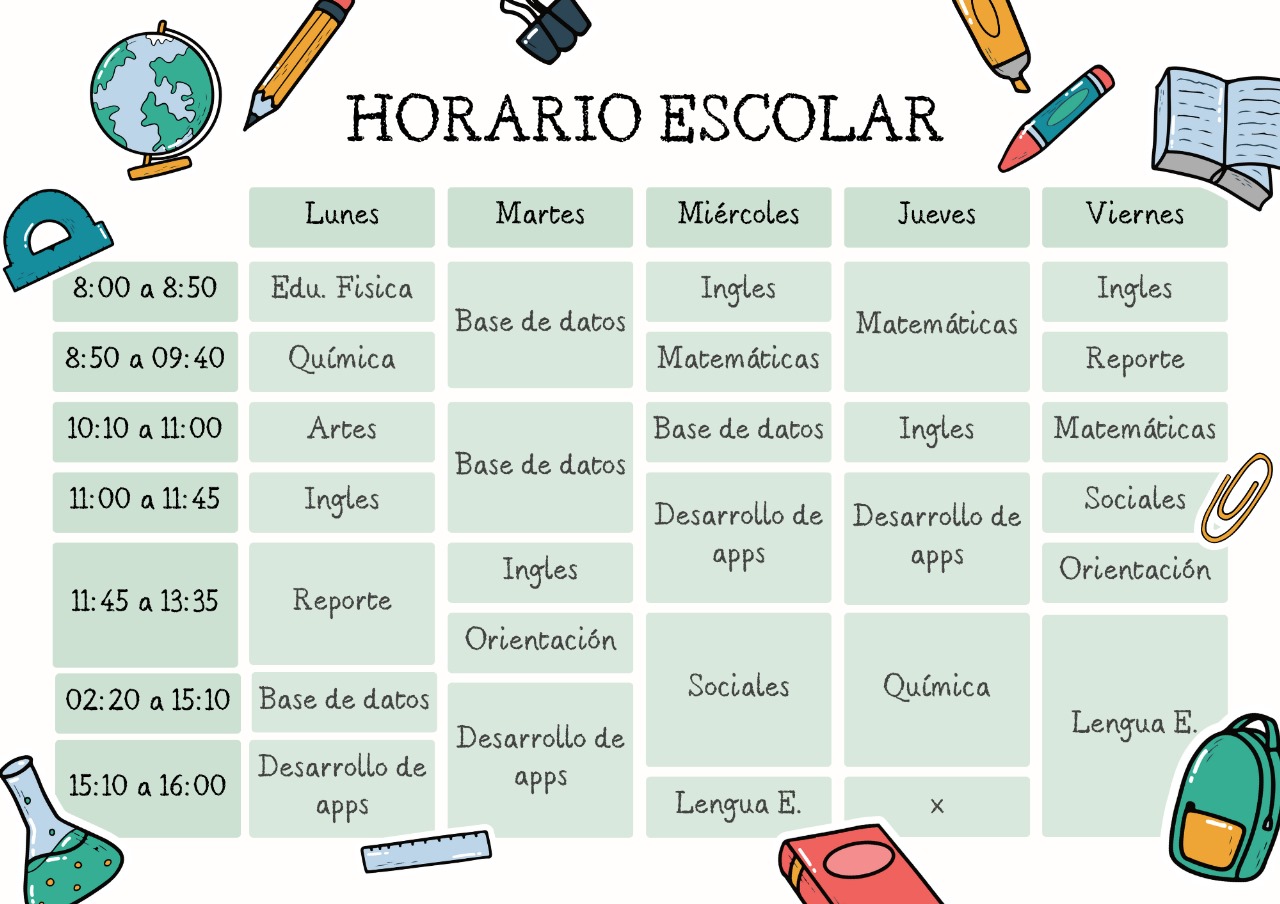 HORARIO ESCOLAR
Lunes
Martes
Miércoles
Jueves
Viernes
8:00 a 8:50
Edu. Fisica
Base de datos
Ingles
Matemáticas
Ingles
8:50 a 09:40
Química
Matemáticas
Reporte
10:10 a 11:00
Artes
Base de datos
Base de datos
Ingles
Matemáticas
11:00 a 11:45
Ingles
Desarrollo de
apps
Desarrollo de
apps
Sociales
11:45 a 13:35
Reporte
Ingles
Orientación
Orientación
Sociales
Química
Lengua E.
02:20 a 15:10
Base de datos
Desarrollo de
apps
15:10 a 16:00
Desarrollo de
apps
Lengua E.
x